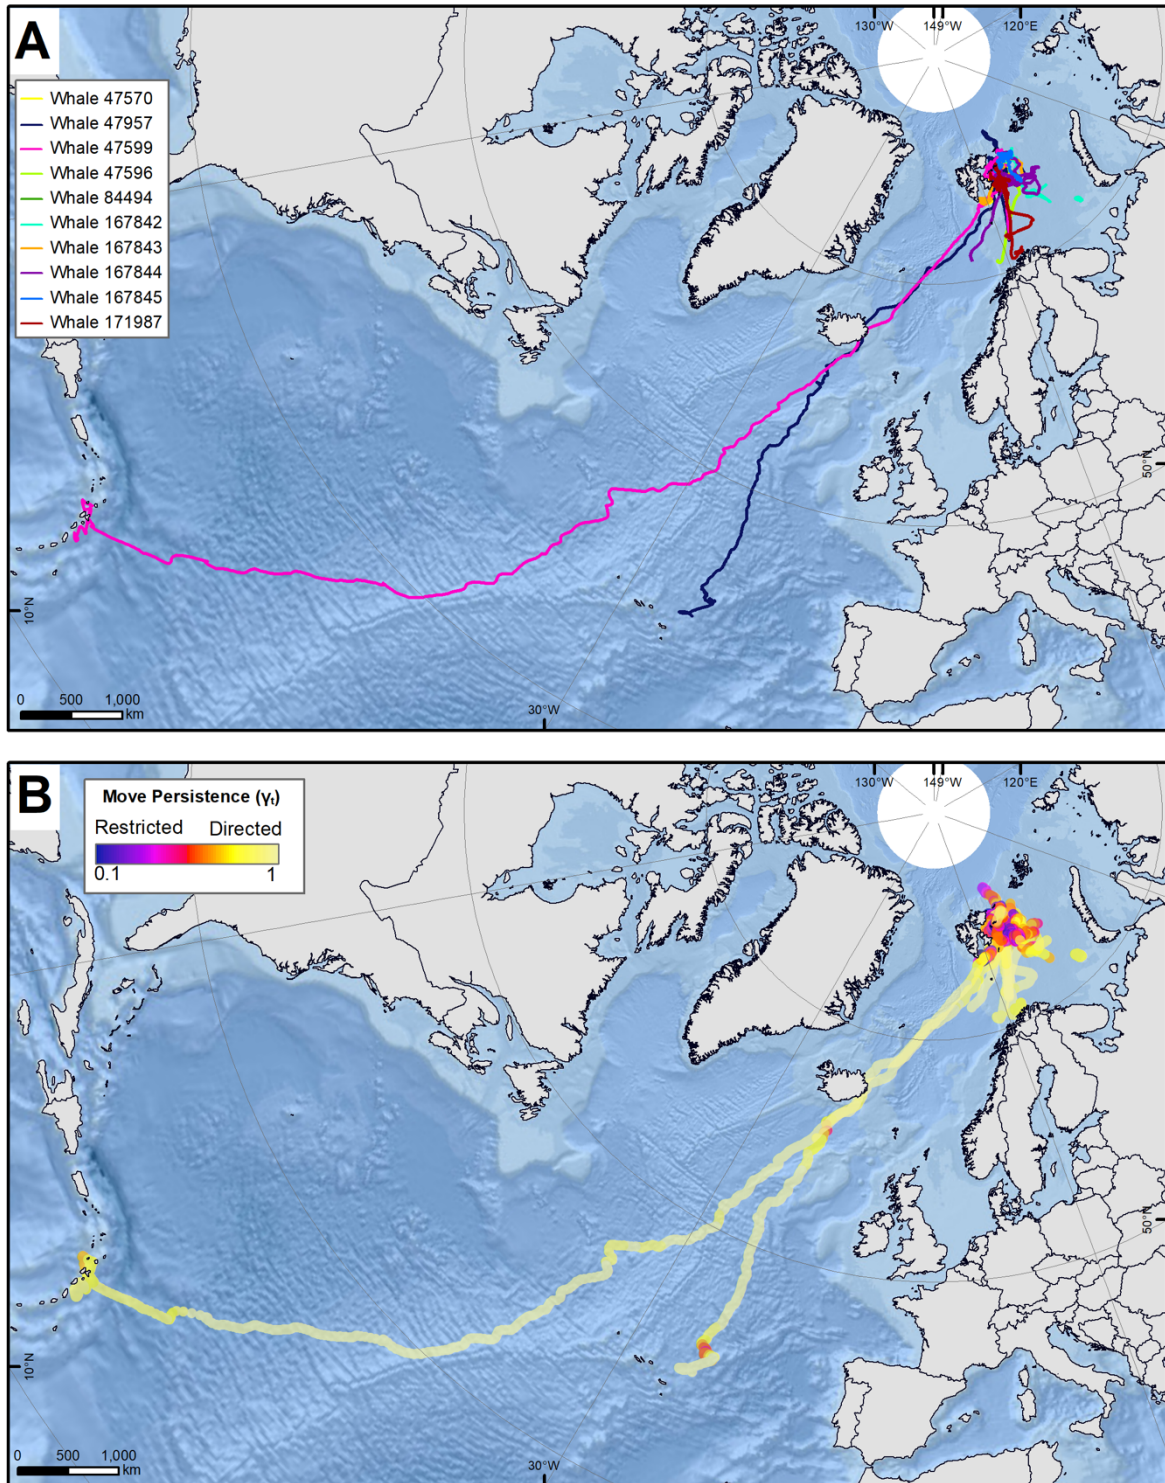 A
130°W
149°W
120°E
Whale 47570
Whale 47957
Whale 47599
Whale 47596
Whale 84494
Whale 167842
Whale 167843
Whale 167844
Whale 167845
Whale 171987
50°N
10°N
0 500 1,000
km
30°W
B
130°W
149°W
120°E
Move Persistence (γt)
Restricted Directed
0.1 1
50°N
10°N
0 500 1,000
km
30°W